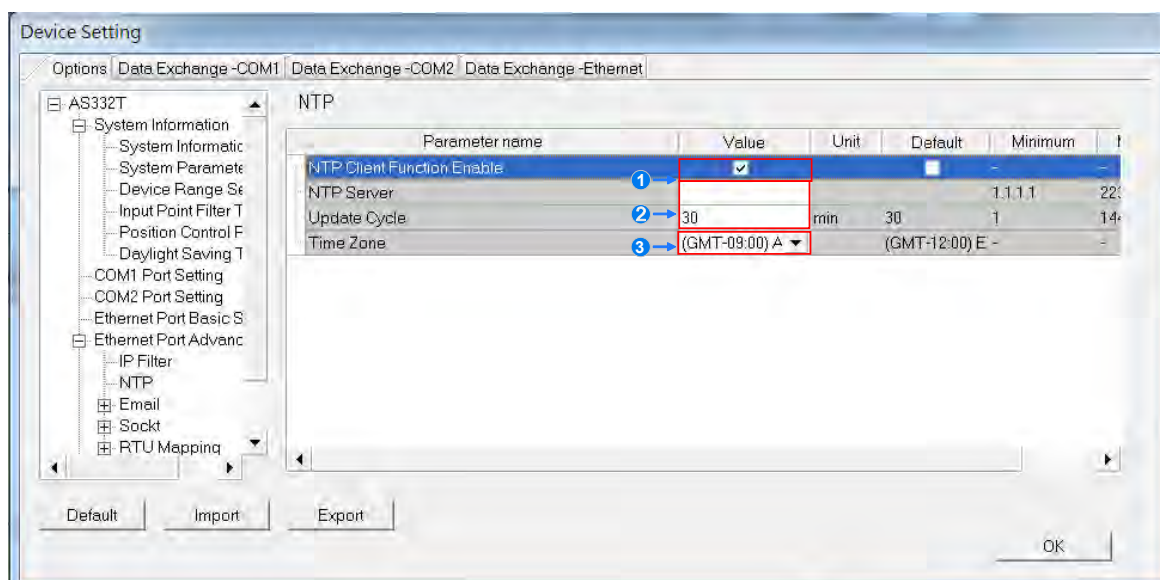 Device Setting
Options Data Exchange -COM1 Data Exchange -COM2 Data Exchange -Ethernet
AS332T
System Information
System Informatic
System Paramete
Device Range Se
Input Point Filter T
Position Control F
Daylight Saving T
COM1 Port Setting
COM2 Port Setting
Ethernet Port Basic S
Ethernet Port Advanc
IP Filter
NTP
Email
Sockt
RTU Mapping
NTP
Parameter name Value Unit Default Minimum
NTP Client Function Enable - -
1
NTP Server 1.1.1.1 223
Update Cycle 2 30 min 30 1 144
Time Zone 3 (GMT-09:00) A (GMT-12:00) E - -
Default Import Export
OK